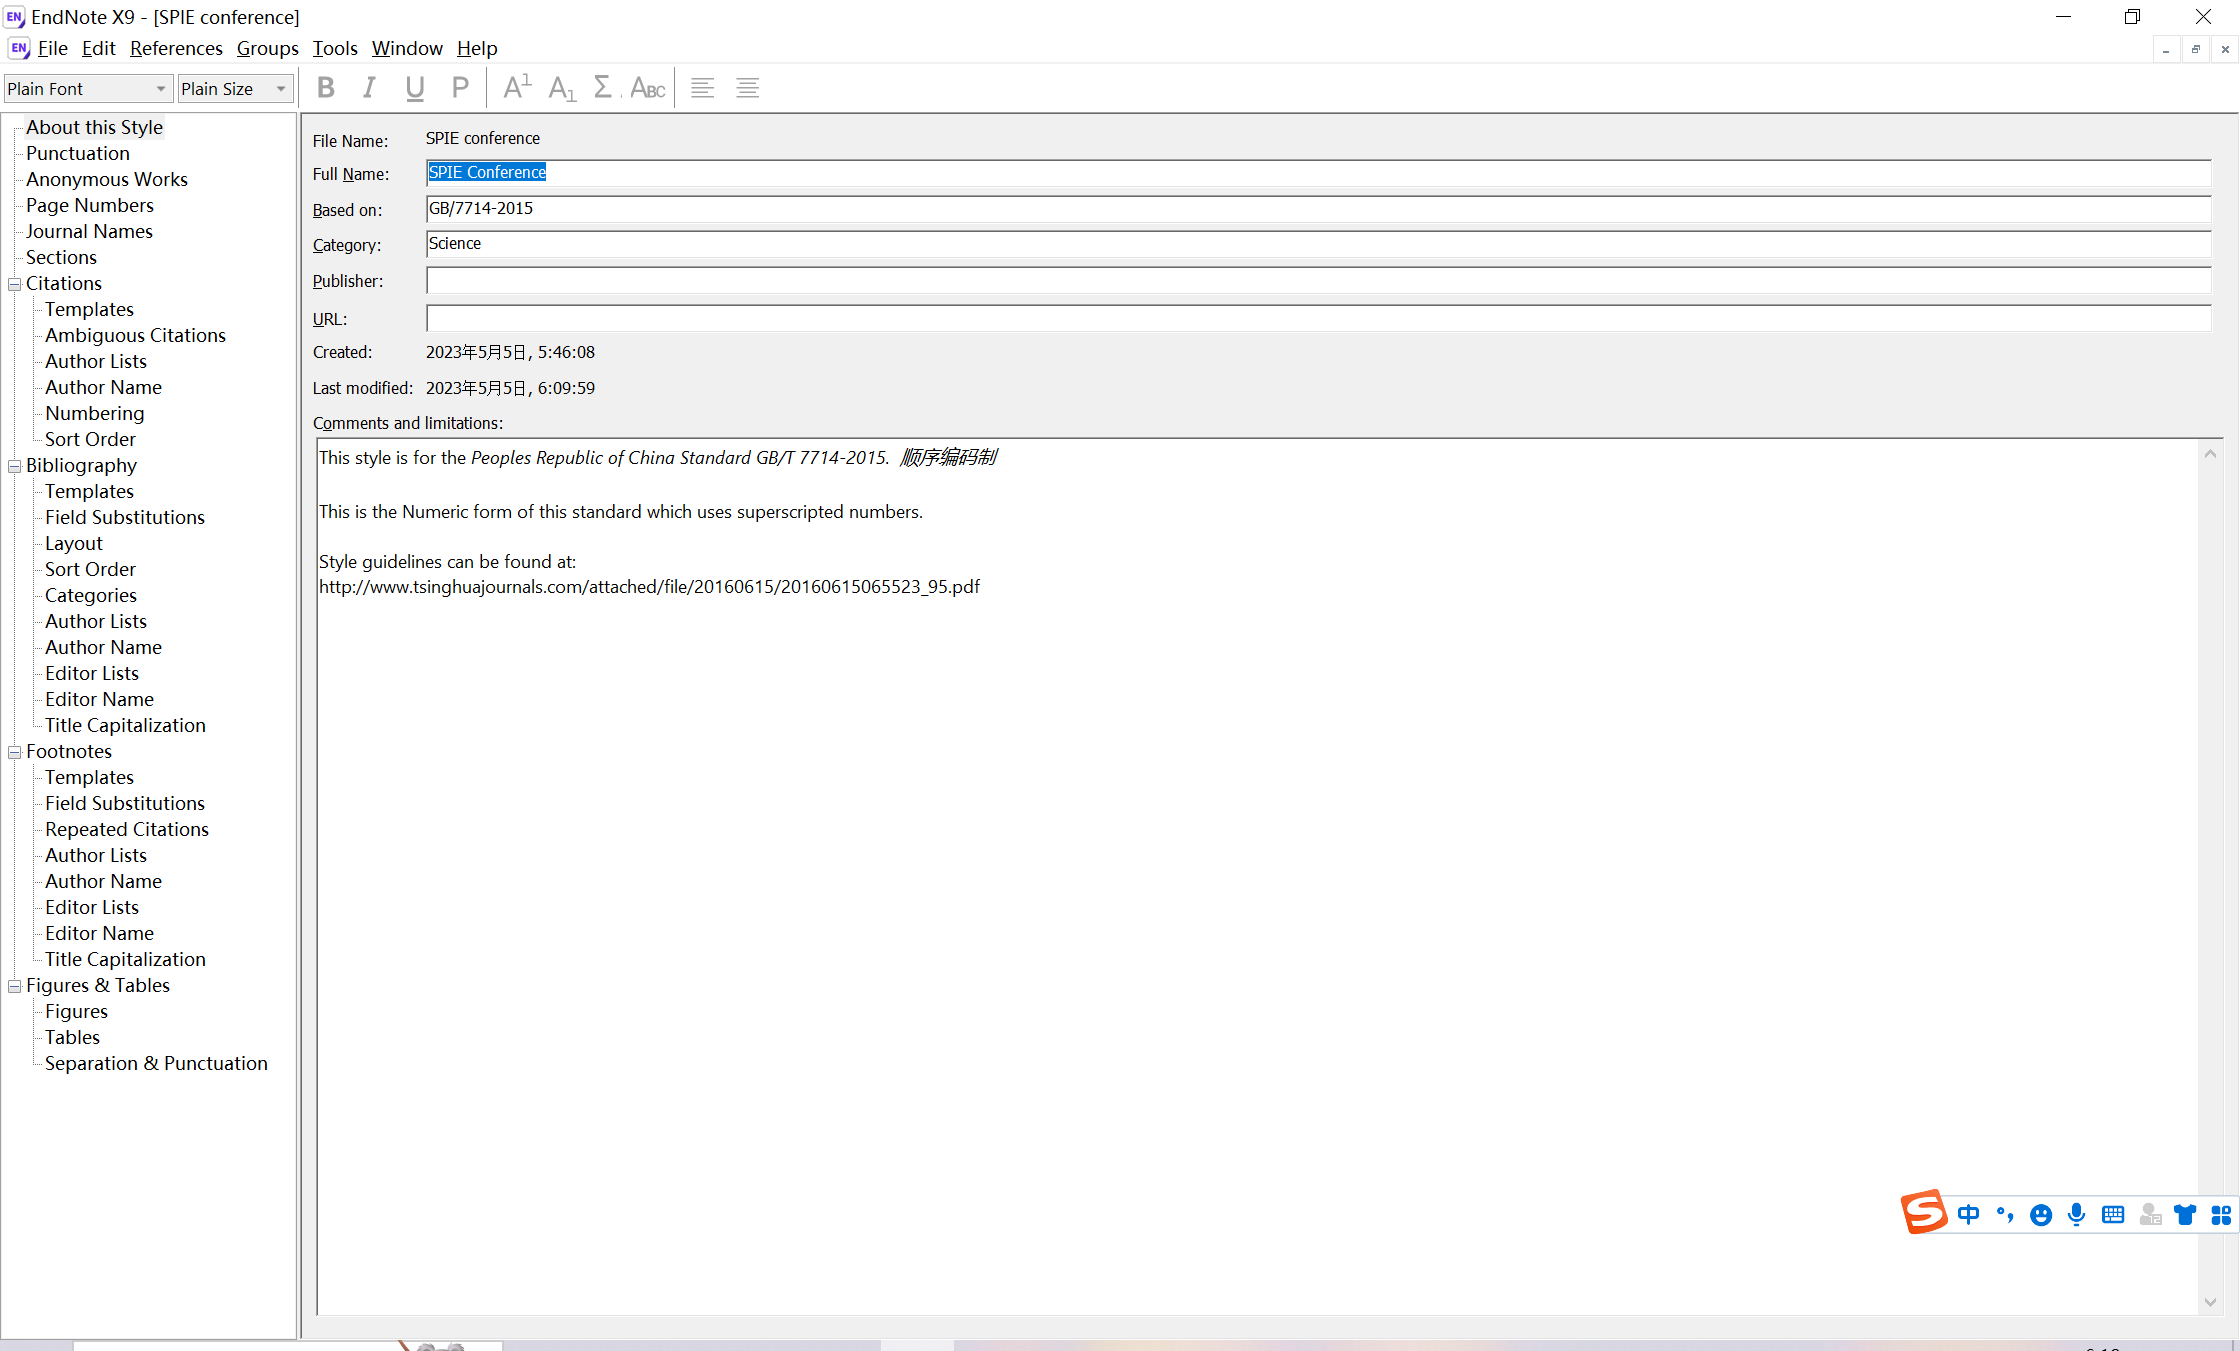 EndNote X9 - [SPIE conference]
File Edit References Groups Tools Window Help
Plain Font Plain Size B I U P A1 A1 Σ ABC
About this Style
Punctuation
Anonymous Works
Page Numbers
Journal Names
Sections
Citations
Templates
Ambiguous Citations
Author Lists
Author Name
Numbering
Sort Order
Bibliography
Templates
Field Substitutions
Layout
Sort Order
Categories
Author Lists
Author Name
Editor Lists
Editor Name
Title Capitalization
Footnotes
Templates
Field Substitutions
Repeated Citations
Author Lists
Author Name
Editor Lists
Editor Name
Title Capitalization
Figures & Tables
Figures
Tables
Separation & Punctuation
File Name: SPIE conference
Full Name: SPIE Conference
Based on: GB/7714-2015
Category: Science
Publisher:
URL:
Created: 2023年5月5日, 5:46:08
Last modified: 2023年5月5日, 6:09:59
Comments and limitations:
This style is for the Peoples Republic of China Standard GB/T 7714-2015. 顺序编码制
This is the Numeric form of this standard which uses superscripted numbers.
Style guidelines can be found at:
http://www.tsinghuajournals.com/attached/file/20160615/20160615065523_95.pdf
中